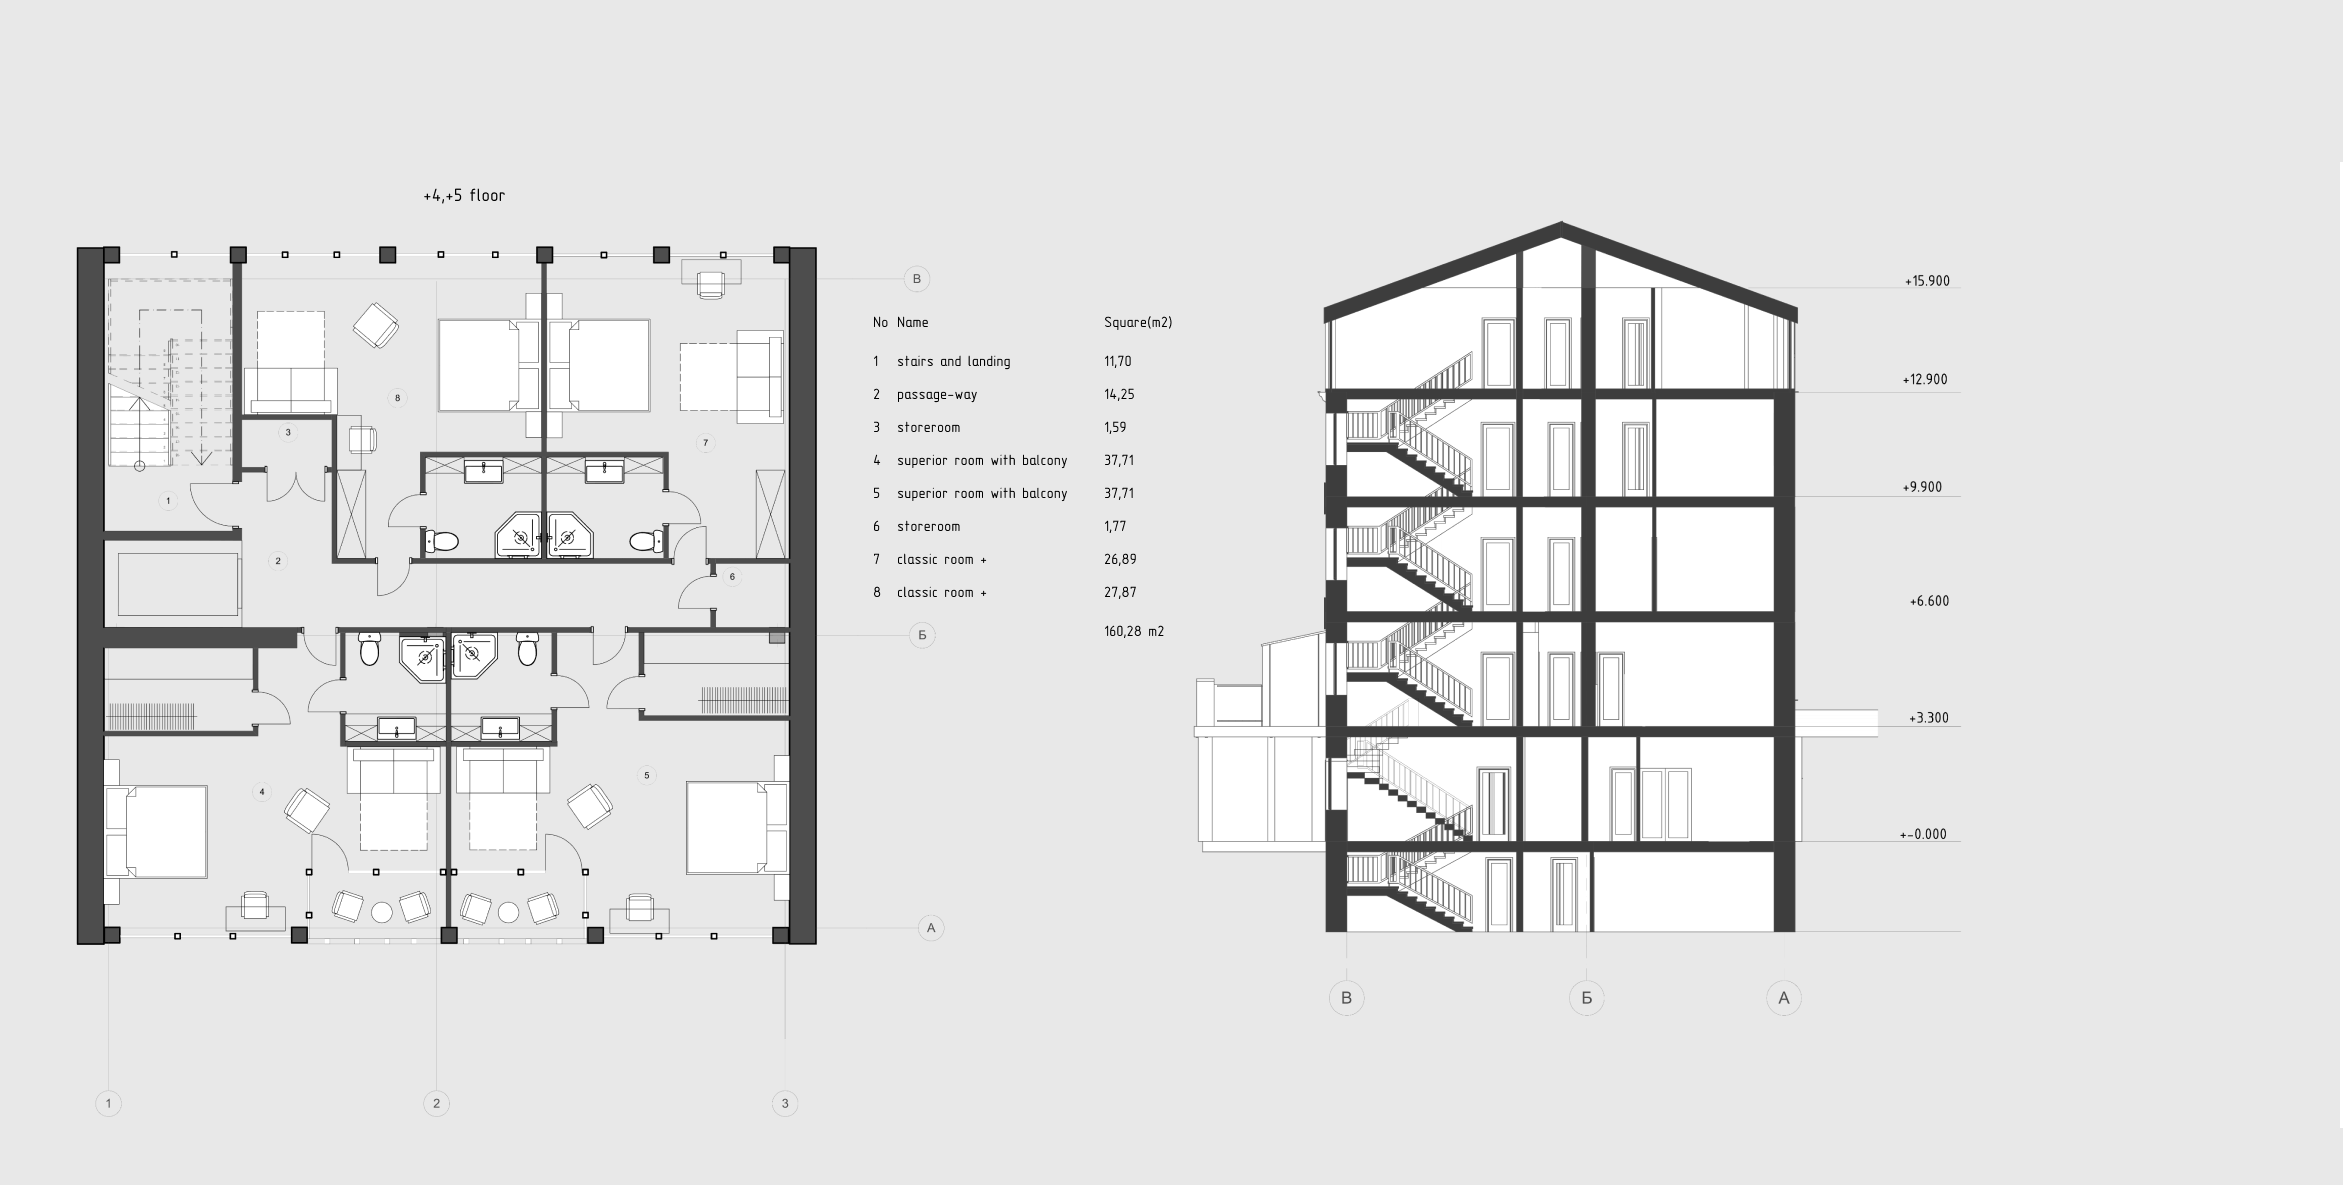 +4,+5 floor
No Name Square(m2)
1 stairs and landing 11,70
2 passage-way 14,25
3 storeroom 1,59
4 superior room with balcony 37,71
5 superior room with balcony 37,71
6 storeroom 1,77
7 classic room + 26,89
8 classic room + 27,87
160,28 m2
В
Б
А
1
2
3
8
3
7
1
2
6
5
4
+15.900
+12.900
+9.900
+6.600
+3.300
+-0.000
В
Б
А